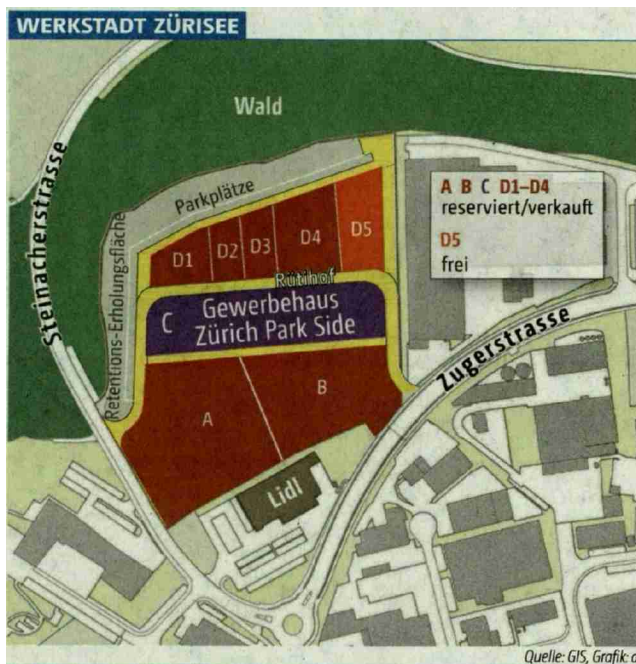 WERKSTADT ZÜRISEE
Wald
Steinacherstrasse
Parkplätze
Retentions-Erholungsfläche
A B C D1–D4
reserviert/verkauft
D5
frei
D1
D2
D3
D4
D5
Rütihof
C
Gewerbehaus
Zürich Park Side
Zugerstrasse
A
B
Lidl
Quelle: GIS, Grafik: